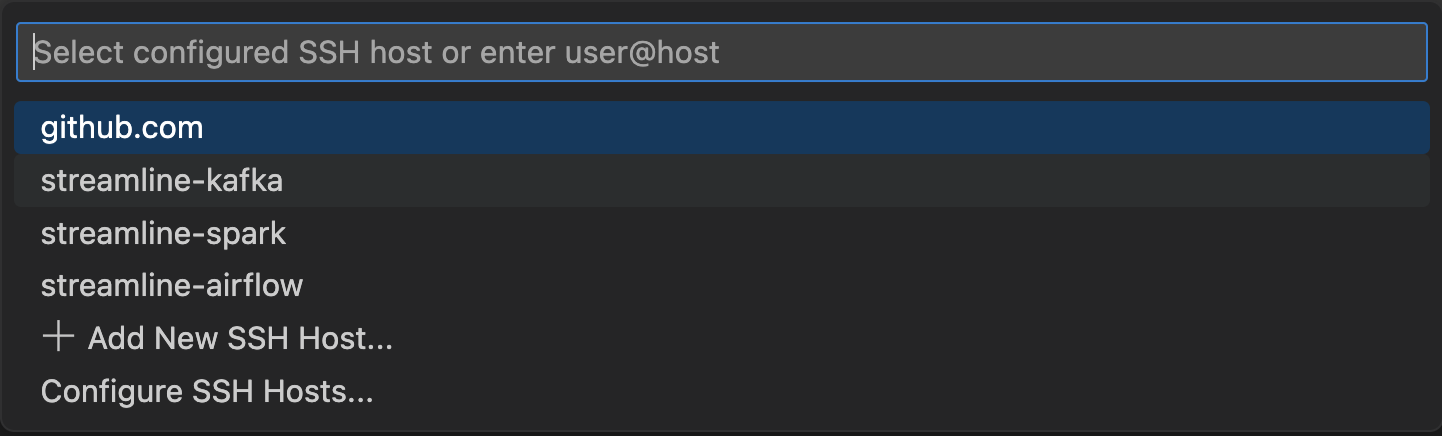 Select configured SSH host or enter user@host
github.com
streamline-kafka
streamline-spark
streamline-airflow
+ Add New SSH Host...
Configure SSH Hosts...